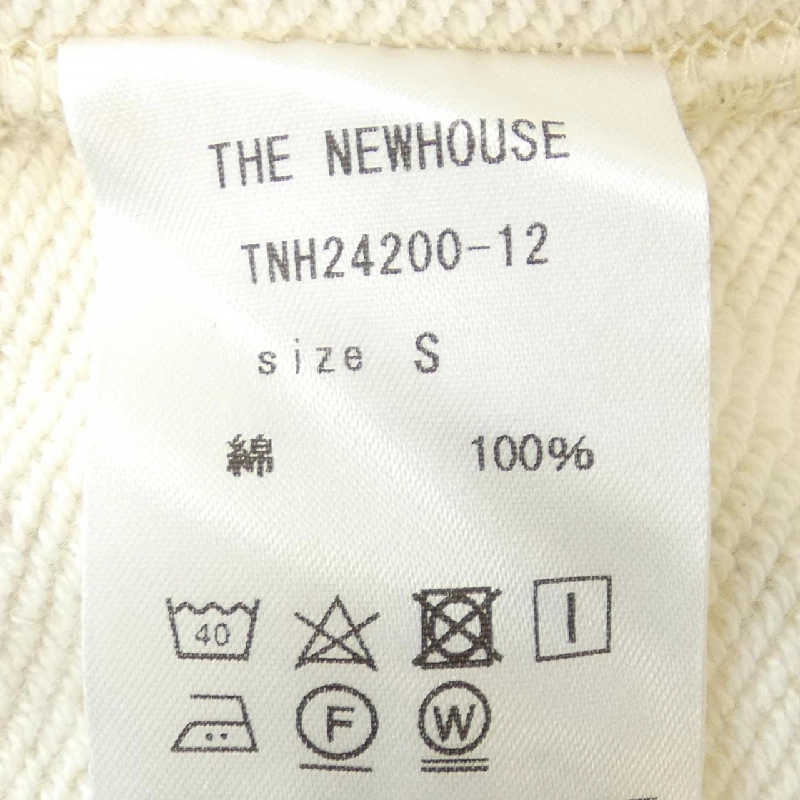 THE NEWHOUSE
TNH24200-12
size S
綿 100%
40
F W